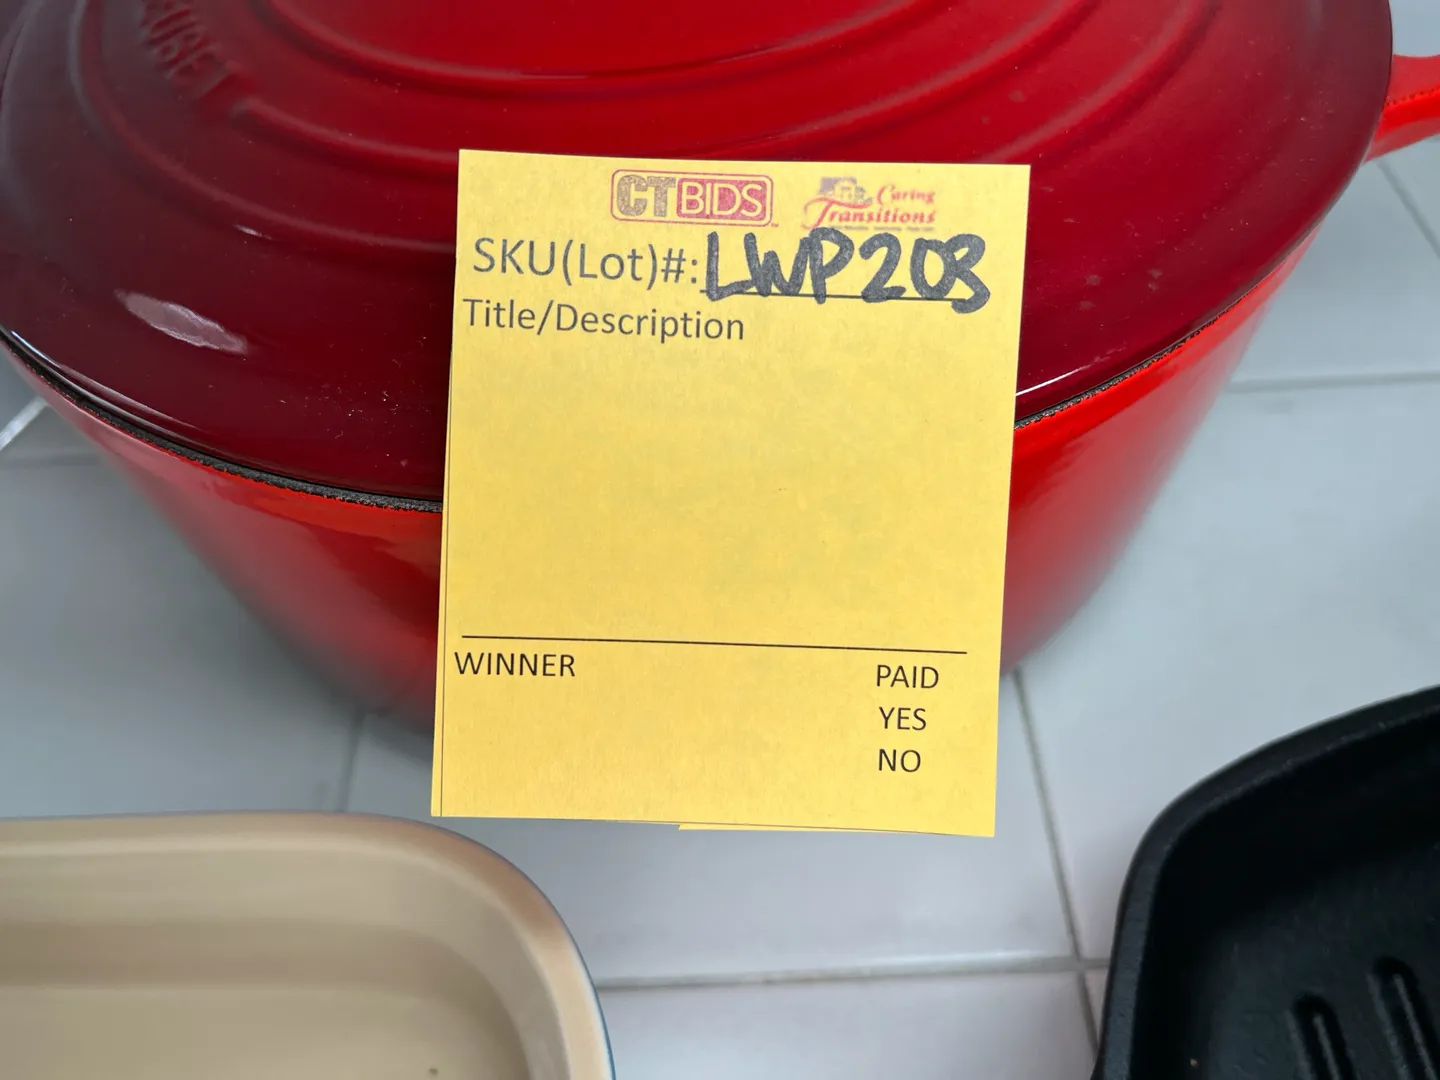 CTBIDS
Caring
Transitions
SKU(Lot)#: LWP203
Title/Description
WINNER
PAID
YES
NO